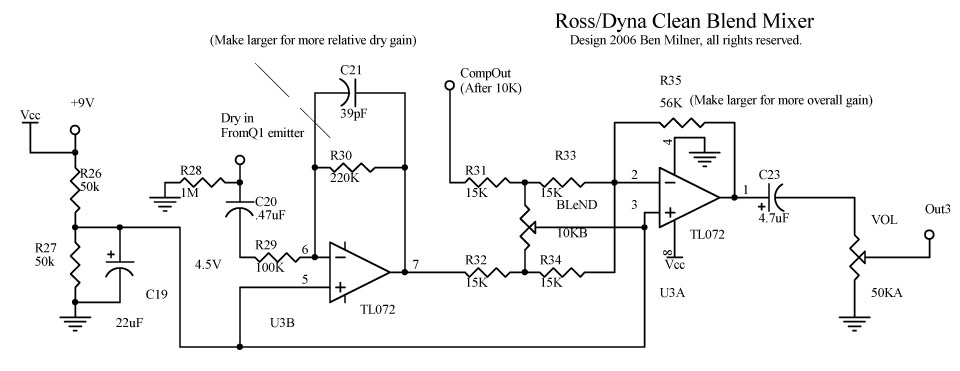 Ross/Dyna Clean Blend Mixer
Design 2006 Ben Milner, all rights reserved.
(Make larger for more relative dry gain)
C21
39pF
CompOut
(After 10K)
R35
56K
(Make larger for more overall gain)
Vcc
+9V
Dry in
FromQ1 emitter
R30
220K
4
R26
50k
R28
1M
R31
15K
R33
15K
2
C23
1
4.7uF
C20
.47uF
BLeND
3
10KB
TL072
VOL
Out3
R27
50k
R29
100K
6
4.5V
5
7
R32
15K
R34
15K
8
Vcc
C19
22uF
TL072
U3B
U3A
50KA